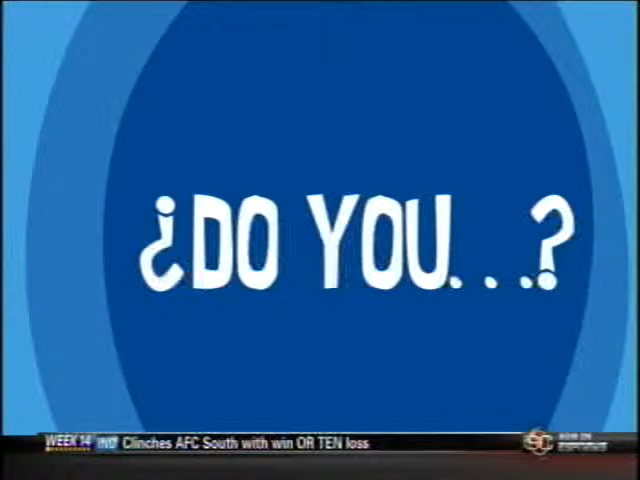 ¿DO YOU...?
WEEK 14 IND Clinches AFC South with win OR TEN loss
SC